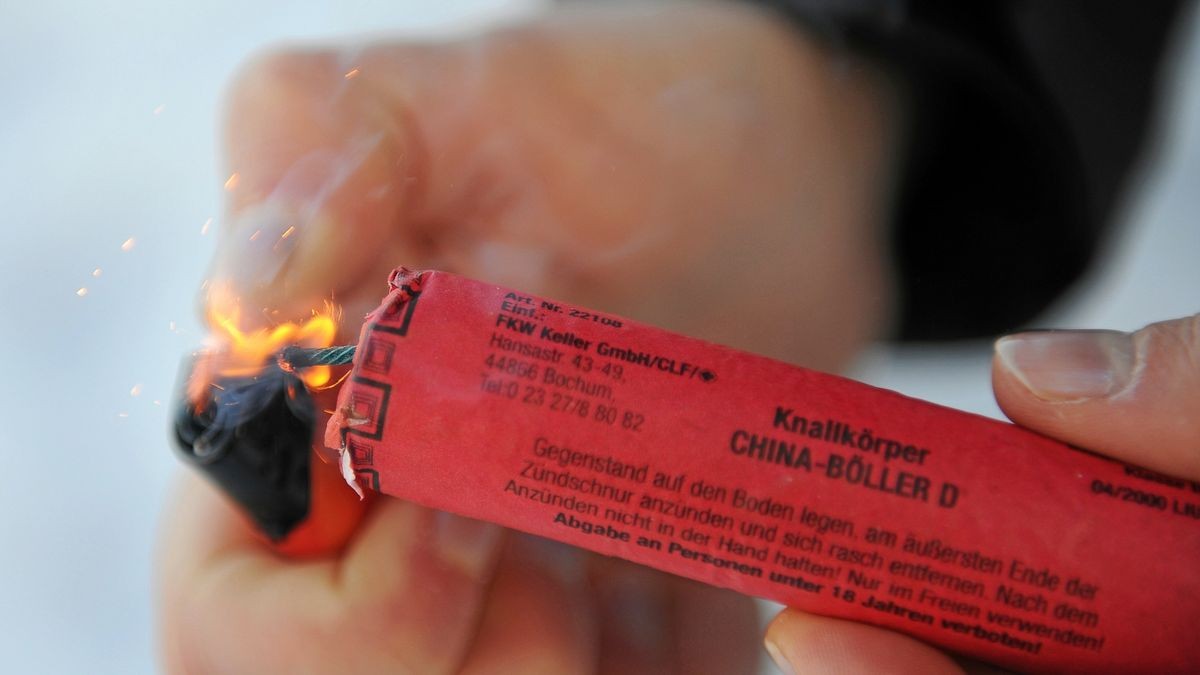 Art. Nr. 22108
Einf.:
FKW Keller GmbH/CLF/
Hansastr. 43-49,
44866 Bochum,
Tel:0 23 27/8 80 82
Knallkörper
CHINA-BÖLLER D
Gegenstand auf den Boden legen, am äußersten Ende der
Zündschnur anzünden und sich rasch entfernen. Nach dem
Anzünden nicht in der Hand halten! Nur im Freien verwenden!
Abgabe an Personen unter 18 Jahren verboten!
04/2000